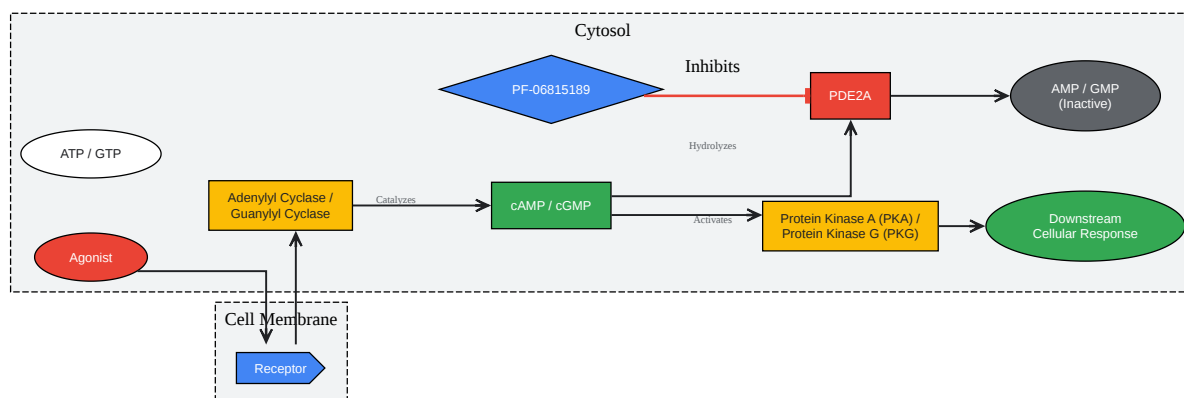 Cytosol
Inhibits
PF-06815189
PDE2A
AMP / GMP
(Inactive)
Hydrolyzes
ATP / GTP
Adenylyl Cyclase /
Guanylyl Cyclase
Catalyzes
cAMP / cGMP
Activates
Protein Kinase A (PKA) /
Protein Kinase G (PKG)
Downstream
Cellular Response
Agonist
Cell Membrane
Receptor